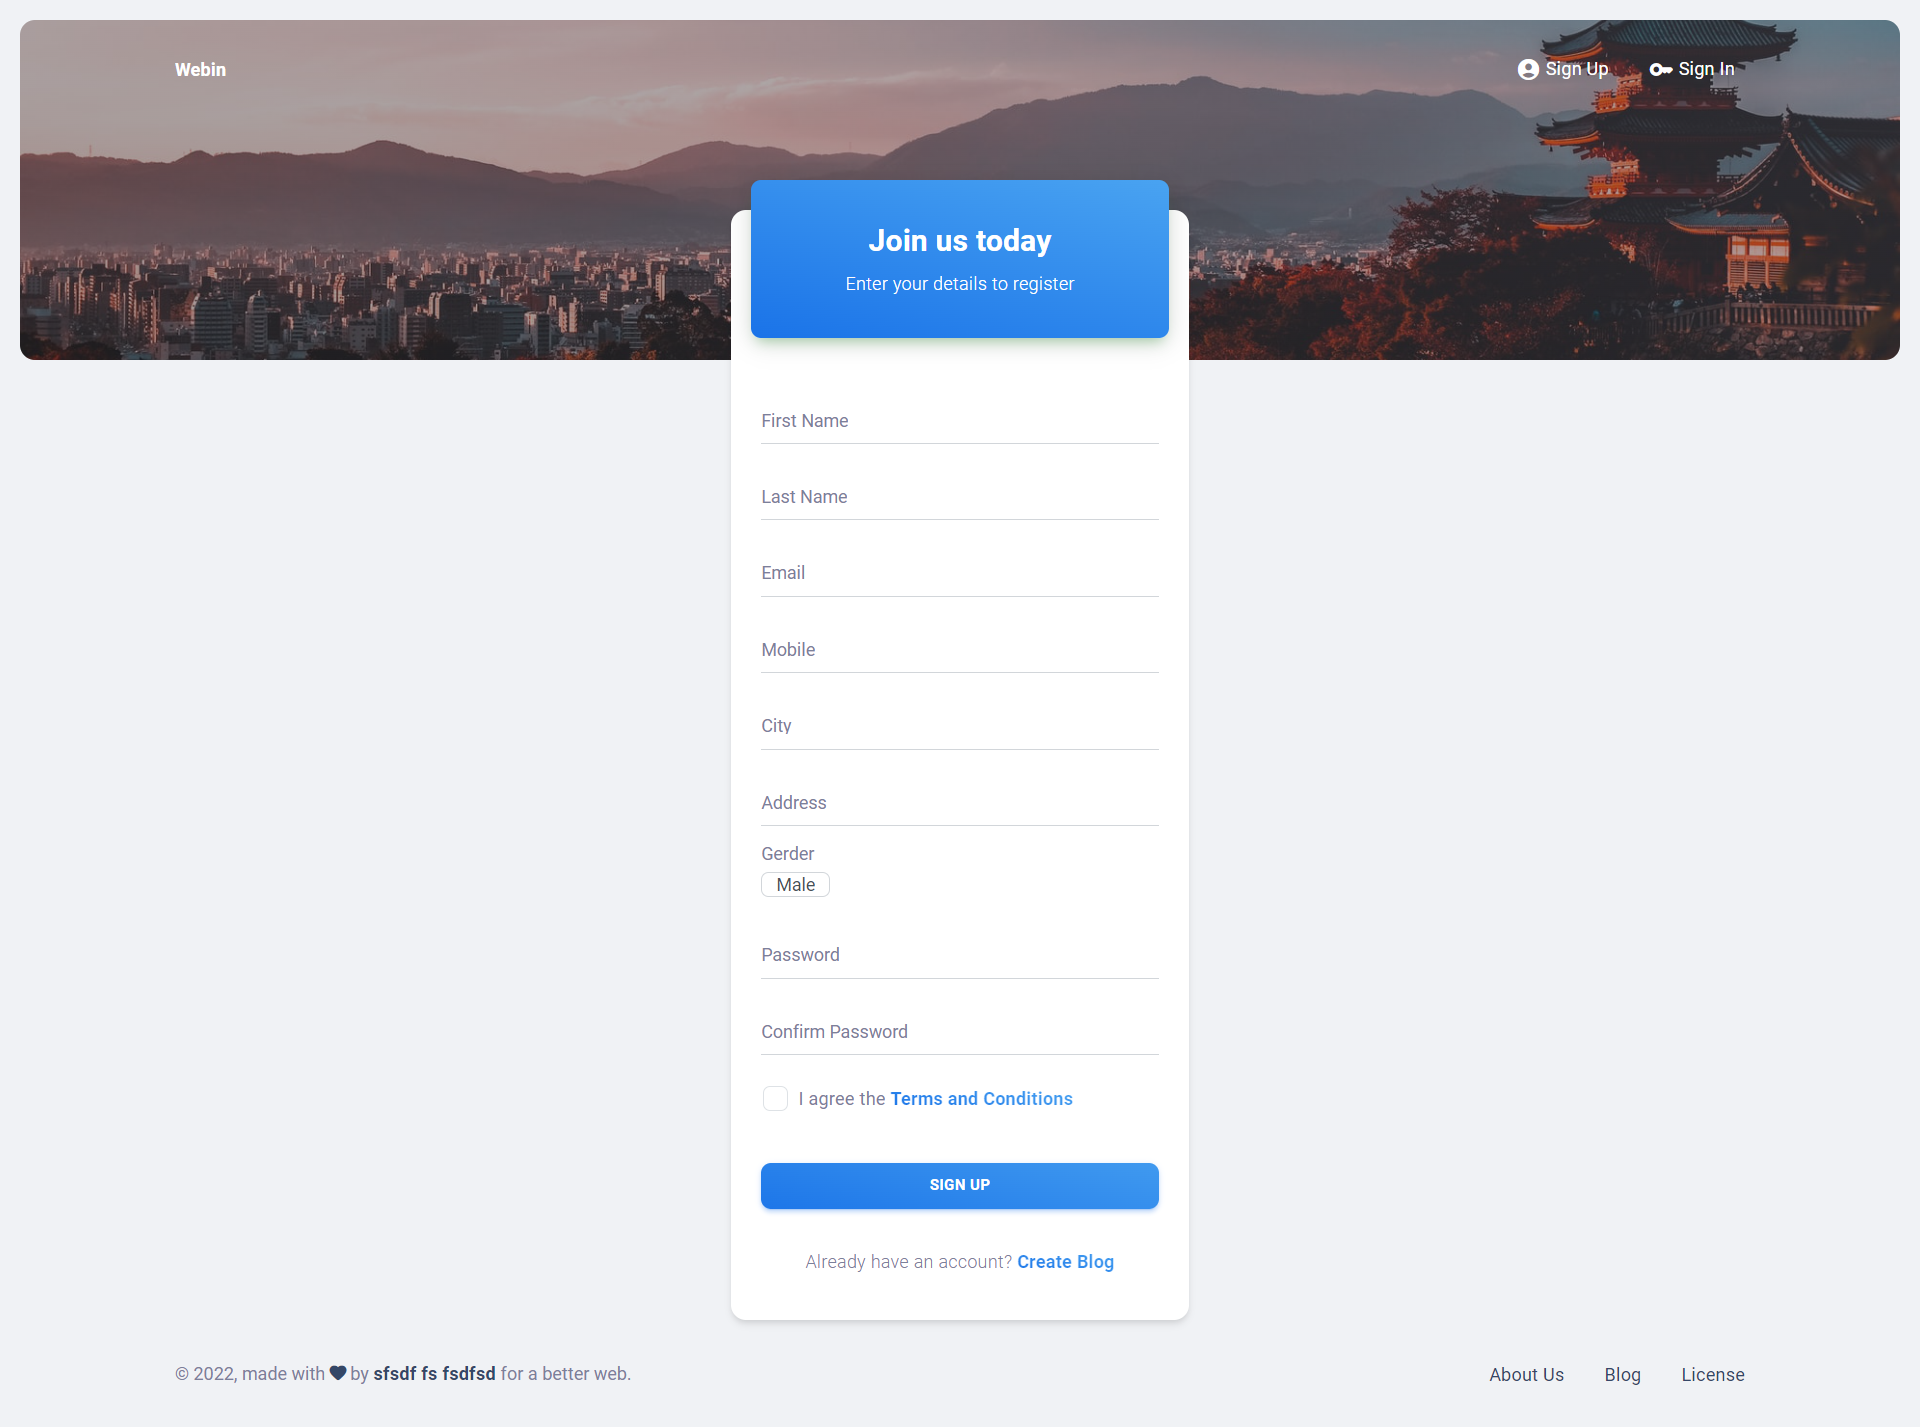 Webin
Sign Up
Sign In
Join us today
Enter your details to register
First Name
Last Name
Email
Mobile
City
Address
Gerder
Male
Password
Confirm Password
I agree the Terms and Conditions
SIGN UP
Already have an account? Create Blog
© 2022, made with by sfsdf fs fsdfsd for a better web.
About Us
Blog
License